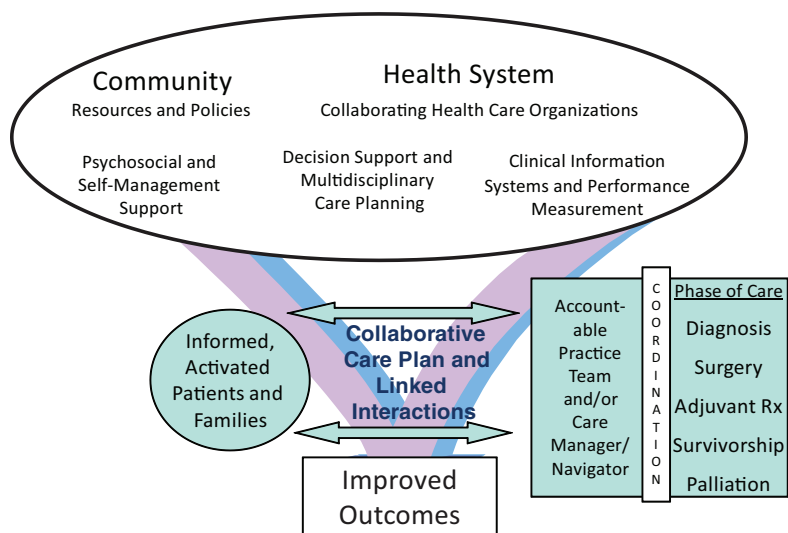 Community
Resources and Policies
Health System
Collaborating Health Care Organizations
Psychosocial and
Self-Management
Support
Decision Support and
Multidisciplinary
Care Planning
Clinical Information
Systems and Performance
Measurement
Informed,
Activated
Patients and
Families
Collaborative
Care Plan and
Linked
Interactions
Account-
able
Practice
Team
and/or
Care
Manager/
Navigator
COORDINATION
Phase of Care
Diagnosis
Surgery
Adjuvant Rx
Survivorship
Palliation
Improved
Outcomes